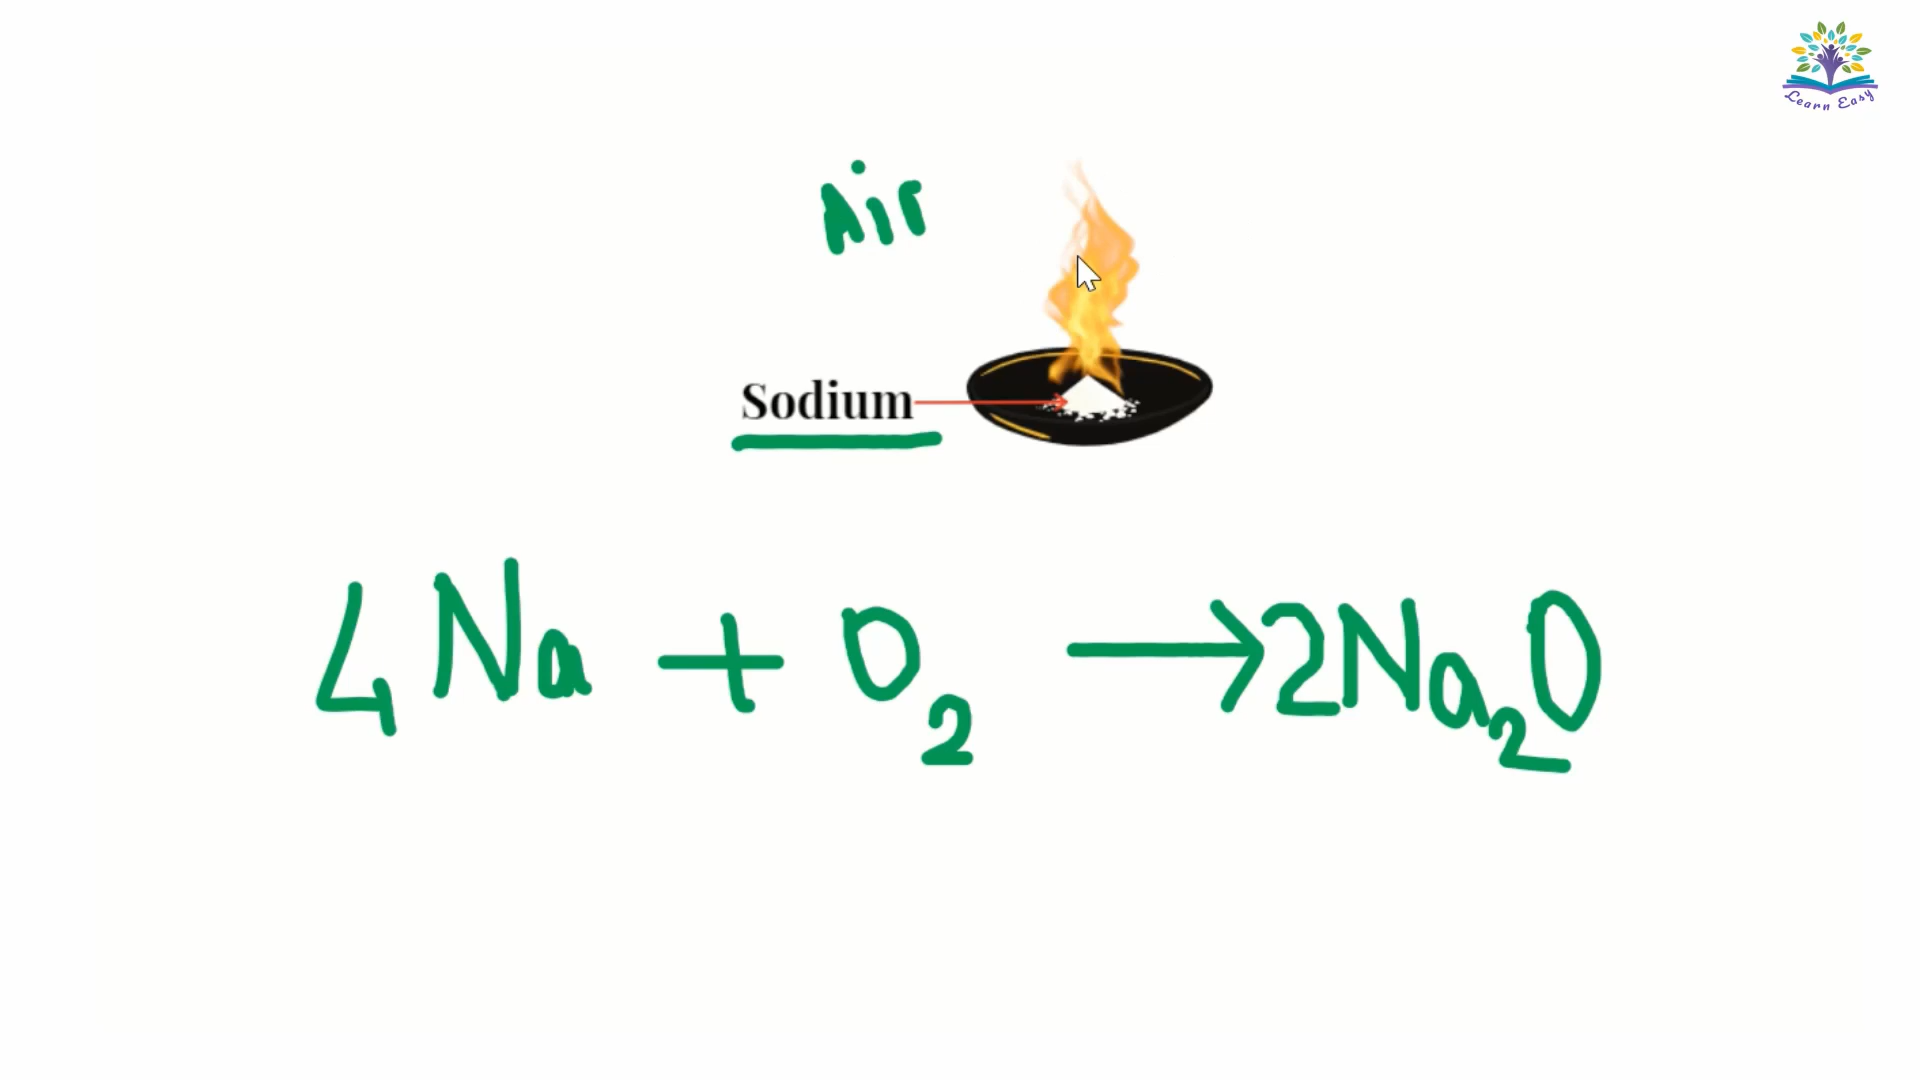 Learn Easy
Air
Sodium
4Na + O₂ → 2Na₂O